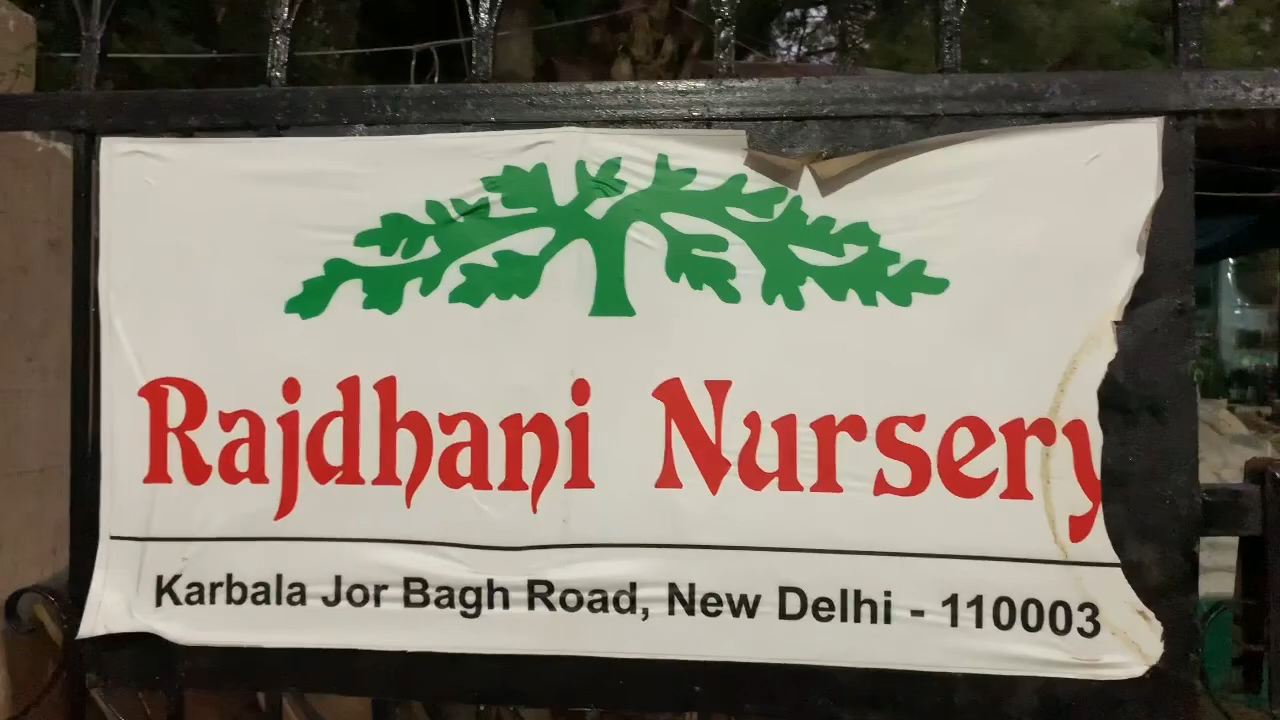 Rajdhani Nursery
Karbala Jor Bagh Road, New Delhi - 110003